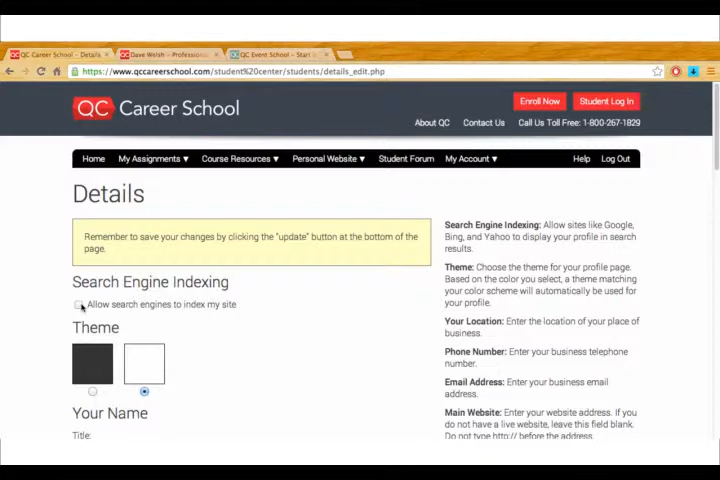 QC Career School - Details
Dave Welsh - Professional
QC Event School - Start
https://www.qccareerschool.com/student%20center/students/details_edit.php
Enroll Now
Student Log In
QC Career School
About QC
Contact Us
Call Us Toll Free: 1-800-267-1829
Home
My Assignments ▼
Course Resources ▼
Personal Website ▼
Student Forum
My Account ▼
Help
Log Out
Details
Remember to save your changes by clicking the "update" button at the bottom of the
page.
Search Engine Indexing
Allow search engines to index my site
Theme
Your Name
Title:
Search Engine Indexing: Allow sites like Google,
Bing, and Yahoo to display your profile in search
results.
Theme: Choose the theme for your profile page.
Based on the color you select, a theme matching
your color scheme will automatically be used for
your profile.
Your Location: Enter the location of your place of
business.
Phone Number: Enter your business telephone
number.
Email Address: Enter your business email
address.
Main Website: Enter your website address. If you
do not have a live website, leave this field blank.
Do not type http:// before the address.